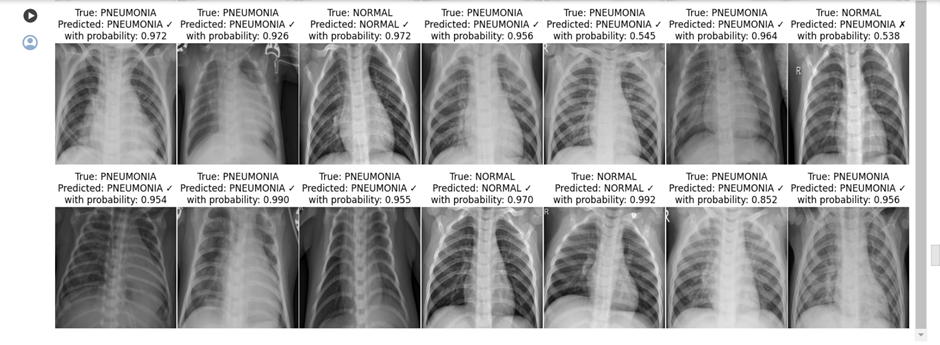 True: PNEUMONIA
Predicted: PNEUMONIA ✓
with probability: 0.972
True: PNEUMONIA
Predicted: PNEUMONIA ✓
with probability: 0.926
True: NORMAL
Predicted: NORMAL ✓
with probability: 0.972
True: PNEUMONIA
Predicted: PNEUMONIA ✓
with probability: 0.956
True: PNEUMONIA
Predicted: PNEUMONIA ✓
with probability: 0.545
True: PNEUMONIA
Predicted: PNEUMONIA ✓
with probability: 0.964
True: NORMAL
Predicted: PNEUMONIA ✗
with probability: 0.538
R
R
True: PNEUMONIA
Predicted: PNEUMONIA ✓
with probability: 0.954
True: PNEUMONIA
Predicted: PNEUMONIA ✓
with probability: 0.990
True: PNEUMONIA
Predicted: PNEUMONIA ✓
with probability: 0.955
True: NORMAL
Predicted: NORMAL ✓
with probability: 0.970
True: NORMAL
Predicted: NORMAL ✓
with probability: 0.992
True: PNEUMONIA
Predicted: PNEUMONIA ✓
with probability: 0.852
True: PNEUMONIA
Predicted: PNEUMONIA ✓
with probability: 0.956
R
R